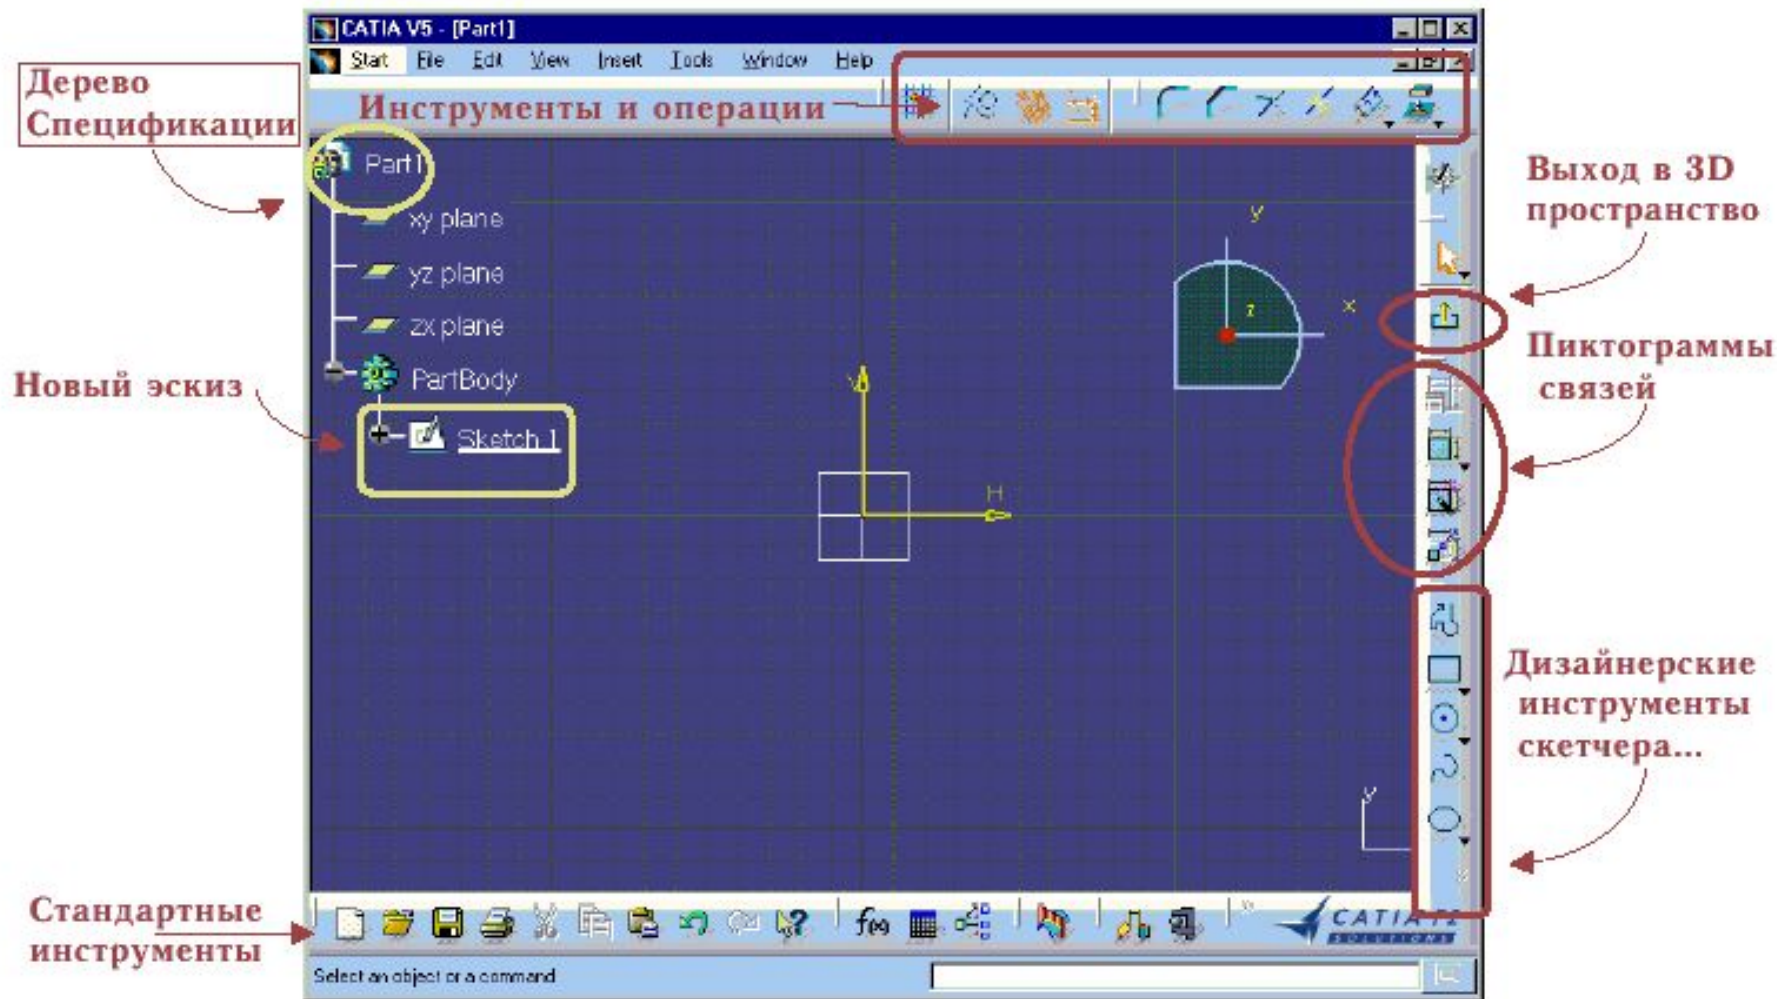 CATIA V5 - [Part1]
Start File Edit View Insert Tools Window Help
Дерево
Спецификации
Инструменты и операции
Part1
xy plane
yz plane
zx plane
PartBody
Sketch.1
Новый эскиз
y
x
z
V
H
y
Выход в 3D
пространство
Пиктограммы
связей
Дизайнерские
инструменты
скетчера...
Стандартные
инструменты
f(x)
CATIA P2
SOLUTIONS
Select an object or a command